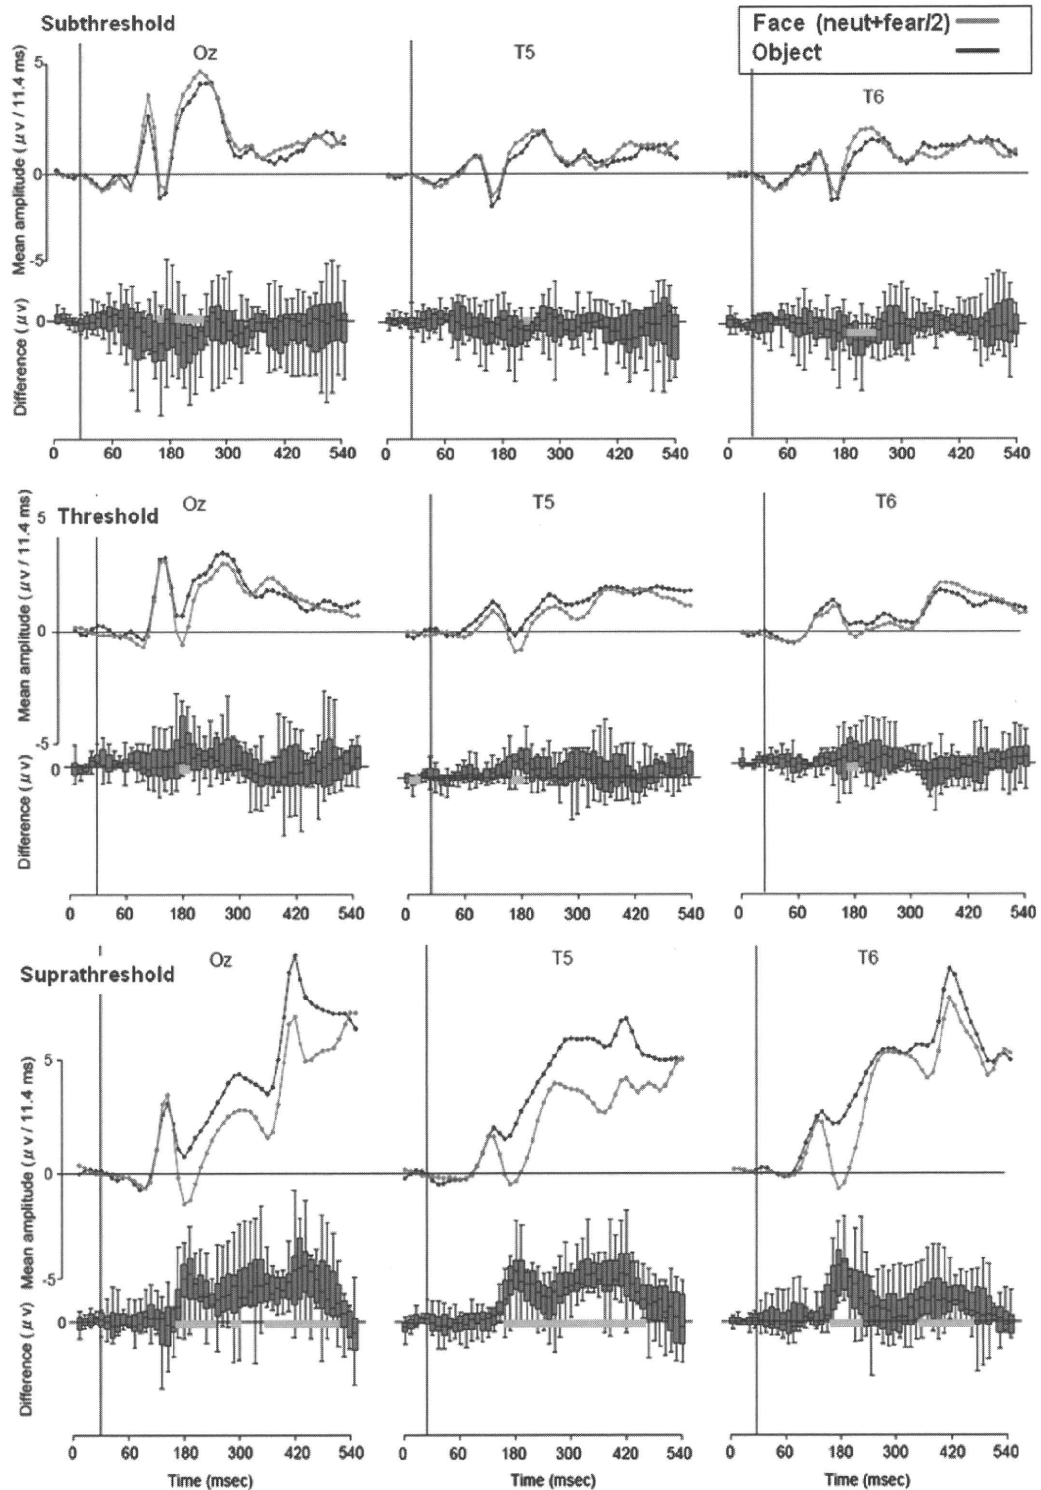 Subthreshold
Face (neut+fear/2)
Object
Oz
T5
T6
Mean amplitude ( μv / 11.4 ms)
5
0
-5
Difference ( μv)
0
0 60 180 300 420 540
0 60 180 300 420 540
0 60 180 300 420 540
Threshold
Oz
T5
T6
Mean amplitude ( μv / 11.4 ms)
5
0
-5
Difference ( μv)
0
0 60 180 300 420 540
0 60 180 300 420 540
0 60 180 300 420 540
Suprathreshold
Oz
T5
T6
Mean amplitude ( μv / 11.4 ms)
5
0
-5
Difference ( μv)
0
0 60 180 300 420 540
0 60 180 300 420 540
0 60 180 300 420 540
Time (msec)
Time (msec)
Time (msec)